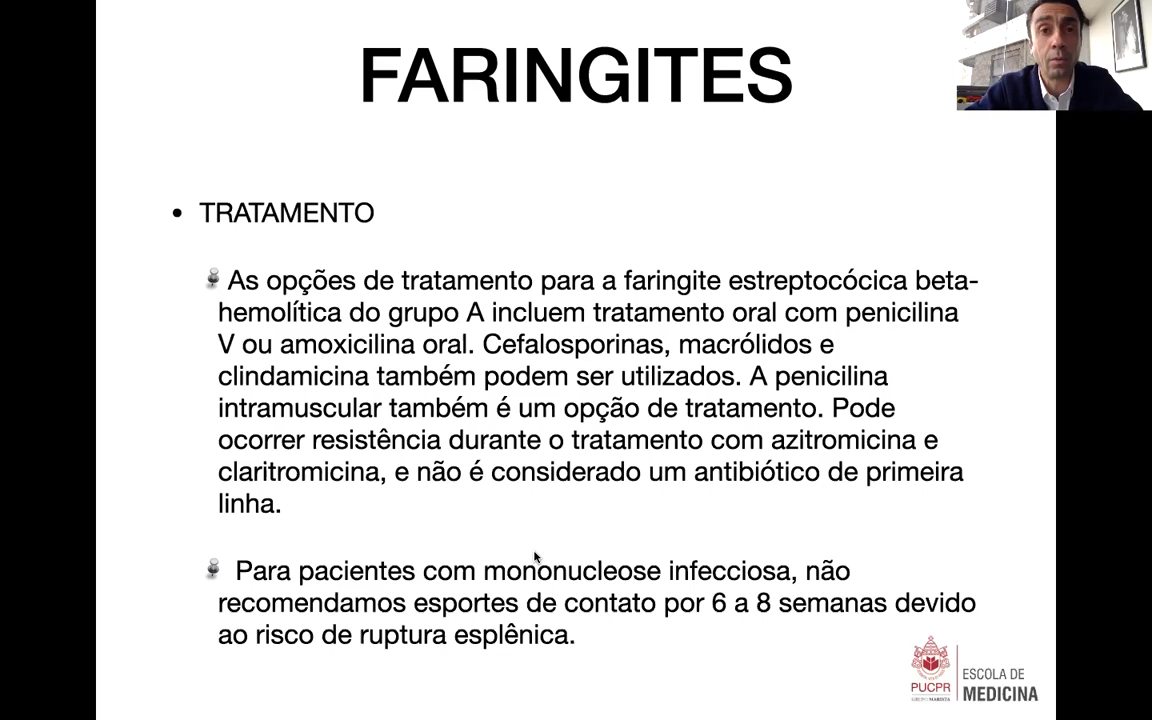 FARINGITES
• TRATAMENTO
As opções de tratamento para a faringite estreptocócica beta-
hemolítica do grupo A incluem tratamento oral com penicilina
V ou amoxicilina oral. Cefalosporinas, macrólidos e
clindamicina também podem ser utilizados. A penicilina
intramuscular também é um opção de tratamento. Pode
ocorrer resistência durante o tratamento com azitromicina e
claritromicina, e não é considerado um antibiótico de primeira
linha.
Para pacientes com mononucleose infecciosa, não
recomendamos esportes de contato por 6 a 8 semanas devido
ao risco de ruptura esplênica.
PUCPR
GRUPO MARISTA
ESCOLA DE
MEDICINA